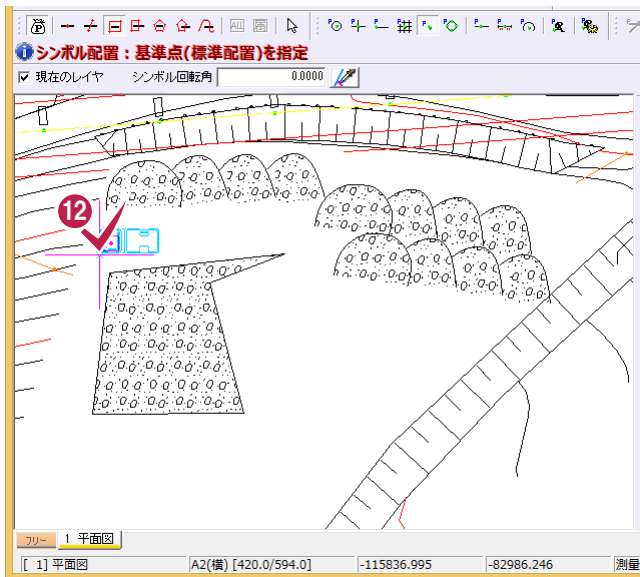 シンボル配置：基準点(標準配置)を指定
現在のレイヤ シンボル回転角 0.0000
12
フリー 1 平面図
[ 1] 平面図 A2(横) [420.0/594.0] -115836.995 -82986.246 測量